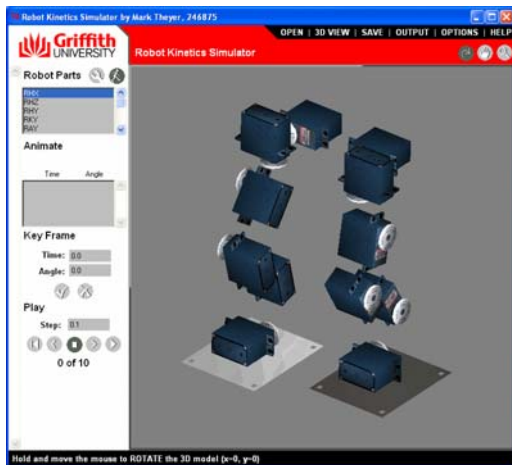 Robot Kinetics Simulator by Mark Theyer, 246875
OPEN | 3D VIEW | SAVE | OUTPUT | OPTIONS | HELP
Griffith
UNIVERSITY
Robot Kinetics Simulator
Robot Parts
RHX
RHZ
RHY
RKY
RAY
Animate
Time Angle
Key Frame
Time: 0.0
Angle: 0.0
Play
Step: 0.1
0 of 10
Hold and move the mouse to ROTATE the 3D model (x=0, y=0)